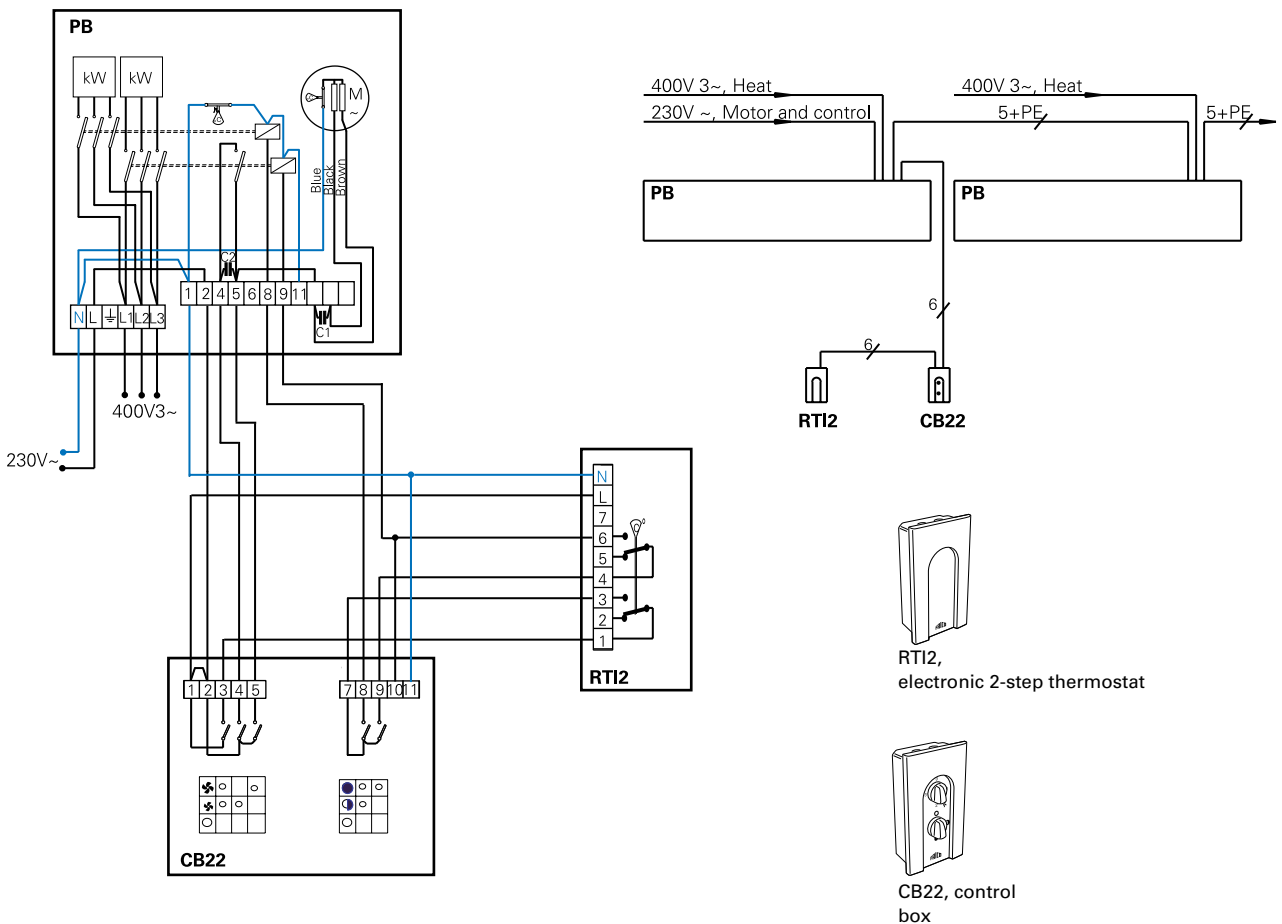 PB
kW kW
M
~
Blue
Black
Brown
C2
1 2 4 5 6 8 9 11
N L L1 L2 L3
C1
400V3~
230V~
400V 3~, Heat
230V ~, Motor and control
5+PE
400V 3~, Heat
5+PE
PB
PB
6
6
RTI2
CB22
N
L
7
6
5
4
3
2
1
RTI2
1 2 3 4 5
7 8 9 10 11
CB22
RTI2,
electronic 2-step thermostat
CB22, control
box